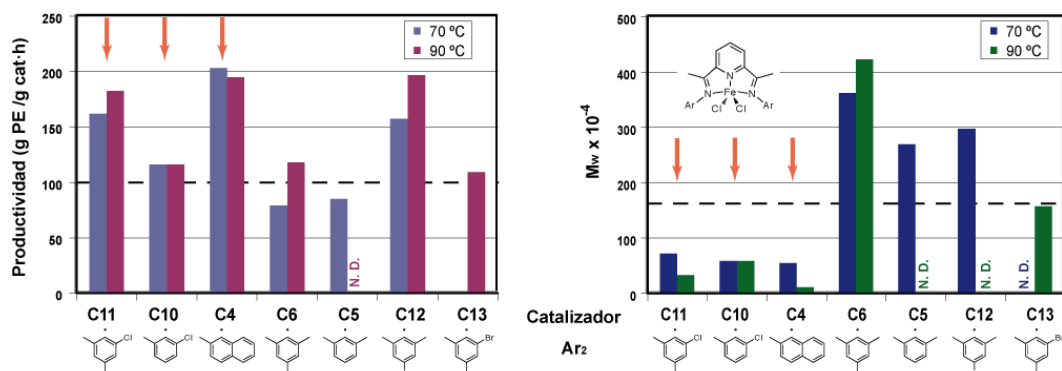 Productividad (g PE /g cat·h)
250
200
150
100
50
0
70 ºC
90 ºC
N. D.
C11
C10
C4
C6
C5
C12
C13
Cl
Cl
Br
Mw x 10-4
500
400
300
200
100
0
70 ºC
90 ºC
N
N
Fe
N
Ar
Ar
Cl
Cl
N. D.
N. D.
N. D.
Catalizador
C11
C10
C4
C6
C5
C12
C13
Ar2
Cl
Cl
Br